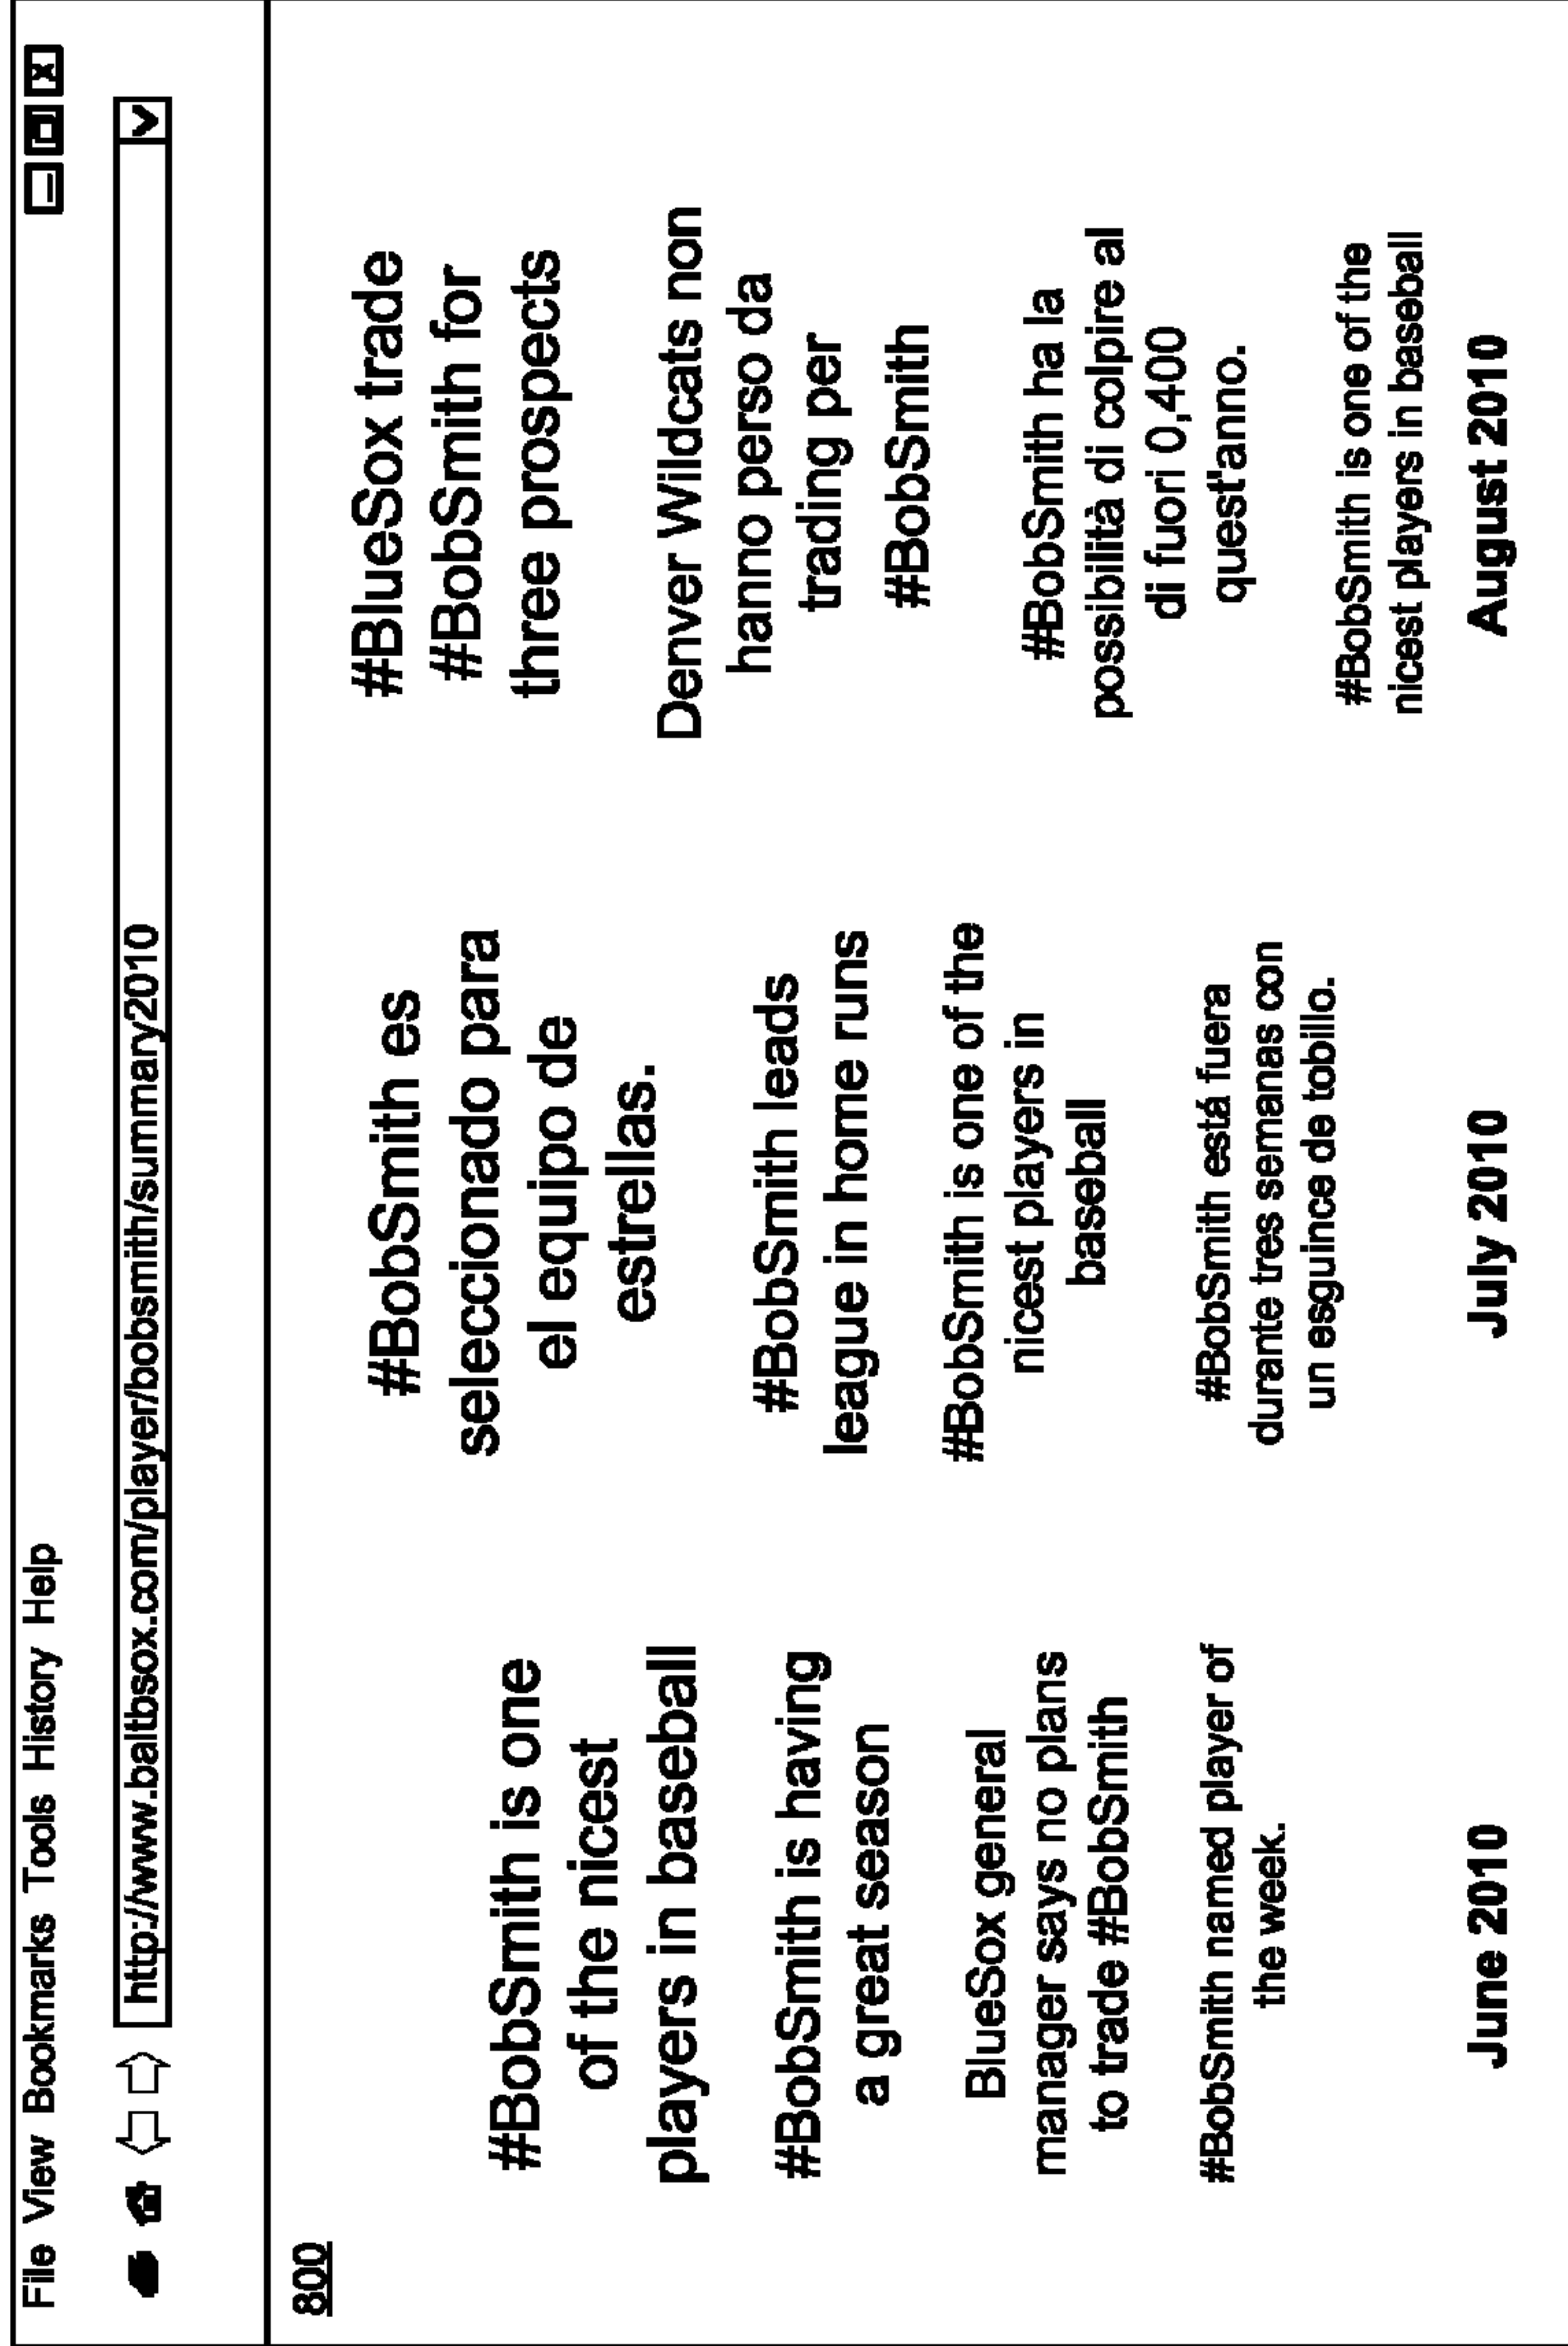 File View Bookmarks Tools History Help
http://www.baltbsox.com/player/bobsmith/summary2010
800
#BobSmith is one
of the nicest
players in baseball
#BobSmith is having
a great season
BlueSox general
manager says no plans
to trade #BobSmith
#BobSmith named player of
the week.
June 2010
#BobSmith es
seleccionado para
el equipo de
estrellas.
#BobSmith leads
league in home runs
#BobSmith is one of the
nicest players in
baseball
#BobSmith está fuera
durante tres semanas con
un esguince de tobillo.
July 2010
#BlueSox trade
#BobSmith for
three prospects
Denver Wildcats non
hanno perso da
trading per
#BobSmith
#BobSmith ha la
possibilità di colpire al
di fuori 0,400
quest'anno.
#BobSmith is one of the
nicest players in baseball
August 2010